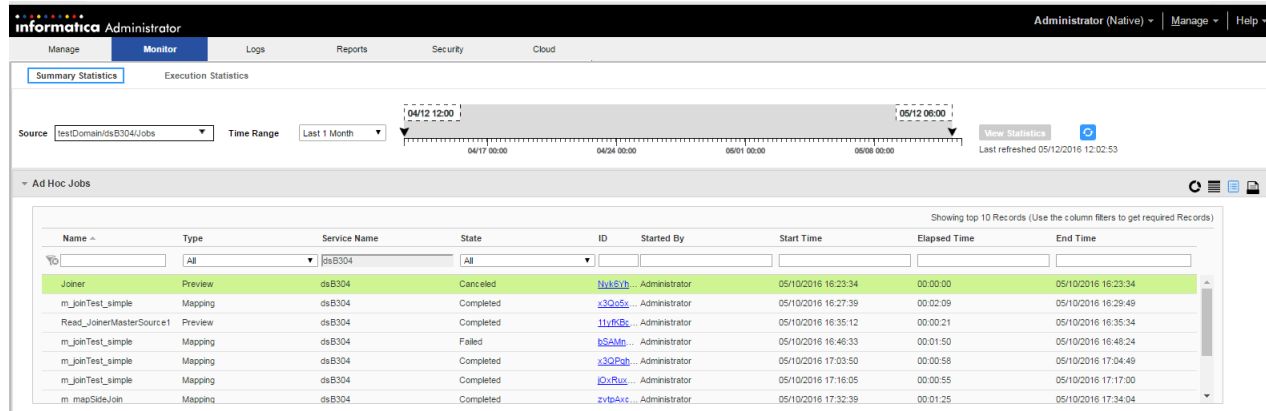 informatica Administrator Administrator (Native) Manage Help
Manage Monitor Logs Reports Security Cloud
Summary Statistics Execution Statistics
04/12 12:00 05/12 06:00
Source testDomain/dsB304/Jobs Time Range Last 1 Month View Statistics
04/17 00:00 04/24 00:00 05/01 00:00 05/08 00:00 Last refreshed 05/12/2016 12:02:53
Ad Hoc Jobs
Showing top 10 Records (Use the column filters to get required Records)
Name Type Service Name State ID Started By Start Time Elapsed Time End Time
All dsB304 All
Joiner Preview dsB304 Canceled Nyk6Yh... Administrator 05/10/2016 16:23:34 00:00:00 05/10/2016 16:23:34
m_joinTest_simple Mapping dsB304 Completed x3Qo5x... Administrator 05/10/2016 16:27:39 00:02:09 05/10/2016 16:29:49
Read_JoinerMasterSource1 Preview dsB304 Completed 11yfKBc... Administrator 05/10/2016 16:35:12 00:00:21 05/10/2016 16:35:34
m_joinTest_simple Mapping dsB304 Failed bSAMn... Administrator 05/10/2016 16:46:33 00:01:50 05/10/2016 16:48:24
m_joinTest_simple Mapping dsB304 Completed x3QPqh... Administrator 05/10/2016 17:03:50 00:00:58 05/10/2016 17:04:49
m_joinTest_simple Mapping dsB304 Completed jOxRux... Administrator 05/10/2016 17:16:05 00:00:55 05/10/2016 17:17:00
m_mapSideJoin Mapping dsB304 Completed zytpAxc... Administrator 05/10/2016 17:32:39 00:01:25 05/10/2016 17:34:04